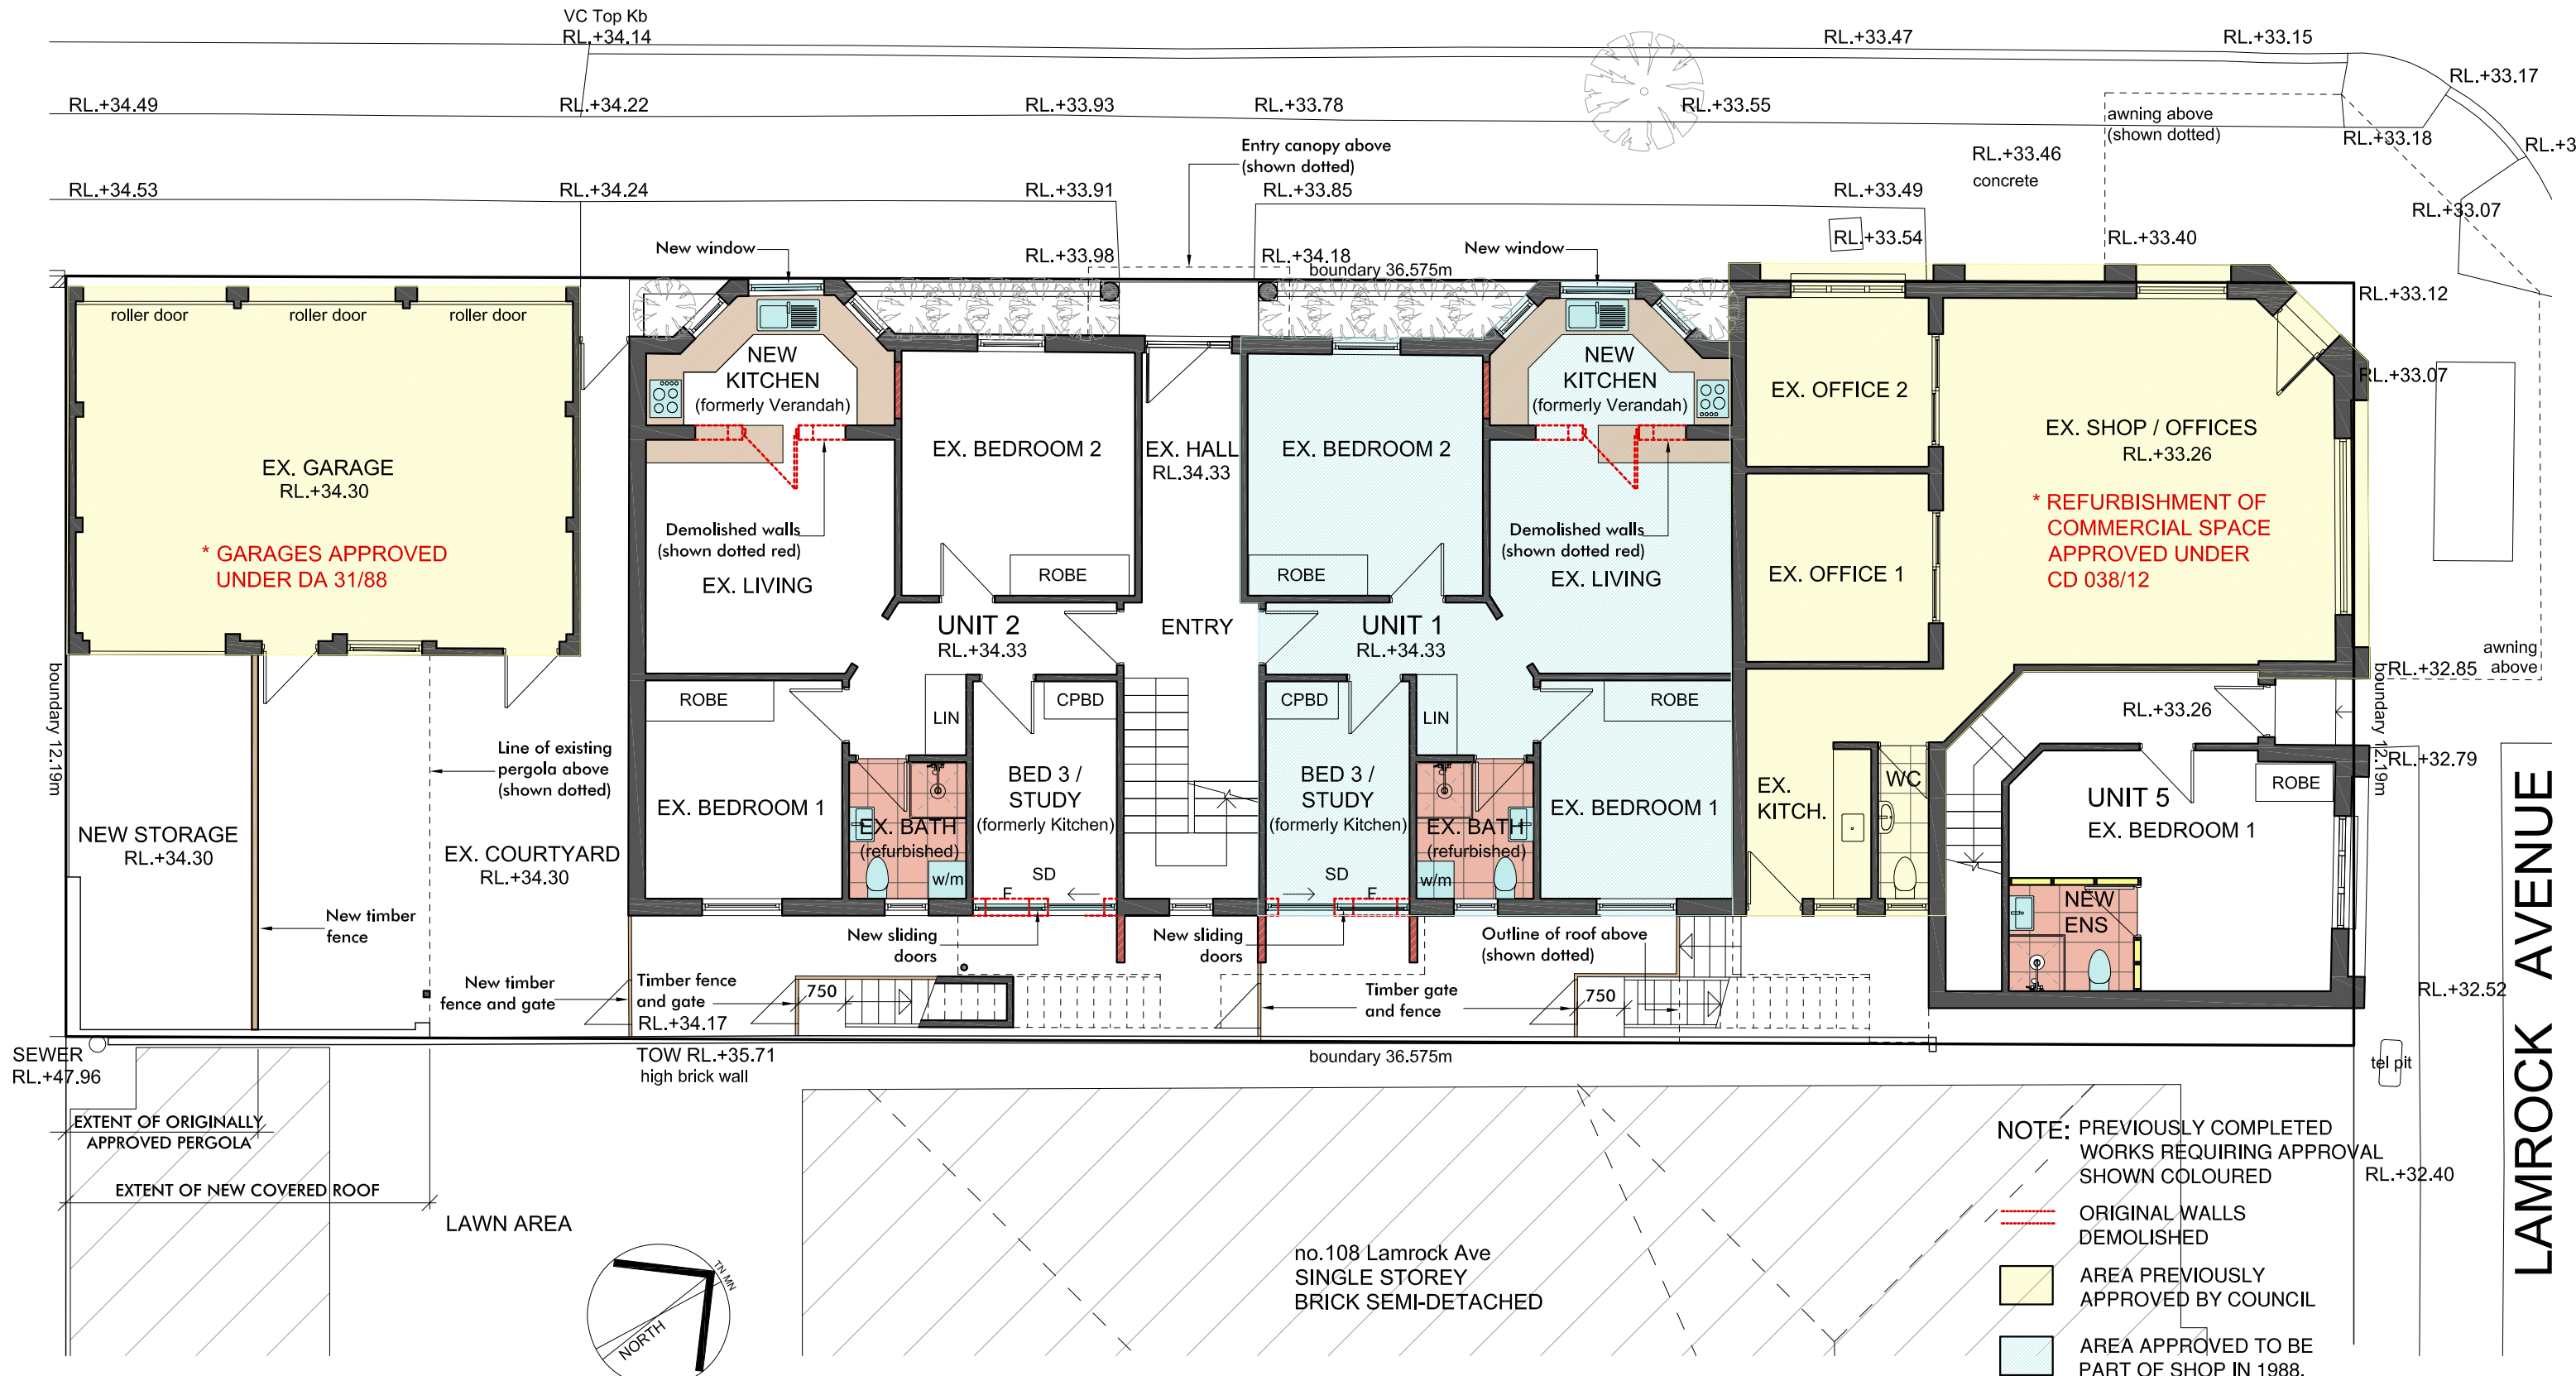 VC Top Kb
RL.+34.14
RL.+33.47
RL.+33.15
RL.+33.17
RL.+34.49
RL.+34.22
RL.+33.93
RL.+33.78
RL.+33.55
awning above
(shown dotted)
RL.+33.18
RL.+3
Entry canopy above
(shown dotted)
RL.+33.46
concrete
RL.+34.53
RL.+34.24
RL.+33.91
RL.+33.85
RL.+33.49
RL.+33.07
New window
RL.+33.98
RL.+34.18
New window
RL.+33.54
RL.+33.40
boundary 36.575m
RL.+33.12
roller door
roller door
roller door
NEW
KITCHEN
(formerly Verandah)
NEW
KITCHEN
(formerly Verandah)
EX. OFFICE 2
RL.+33.07
EX. GARAGE
RL.+34.30
EX. BEDROOM 2
EX. HALL
RL.34.33
EX. BEDROOM 2
EX. SHOP / OFFICES
RL.+33.26
* GARAGES APPROVED
UNDER DA 31/88
Demolished walls
(shown dotted red)
EX. LIVING
ROBE
ROBE
Demolished walls
(shown dotted red)
EX. LIVING
EX. OFFICE 1
* REFURBISHMENT OF
COMMERCIAL SPACE
APPROVED UNDER
CD 038/12
UNIT 2
RL.+34.33
ENTRY
UNIT 1
RL.+34.33
awning
above
RL.+32.85
boundary 12.19m
boundary 12.19m
ROBE
LIN
CPBD
CPBD
LIN
ROBE
RL.+33.26
Line of existing
pergola above
(shown dotted)
RL.+32.79
EX. BEDROOM 1
BED 3 /
STUDY
(formerly Kitchen)
BED 3 /
STUDY
(formerly Kitchen)
EX. BEDROOM 1
EX.
KITCH.
WC
UNIT 5
EX. BEDROOM 1
ROBE
NEW STORAGE
RL.+34.30
EX. COURTYARD
RL.+34.30
EX. BATH
(refurbished)
w/m
SD
F
EX. BATH
(refurbished)
w/m
SD
F
NEW
ENS
New timber
fence
New sliding
doors
New sliding
doors
Outline of roof above
(shown dotted)
New timber
fence and gate
Timber fence
and gate
RL.+34.17
750
Timber gate
and fence
750
RL.+32.52
LAMROCK AVENUE
SEWER
RL.+47.96
TOW RL.+35.71
high brick wall
boundary 36.575m
tel pit
EXTENT OF ORIGINALLY
APPROVED PERGOLA
EXTENT OF NEW COVERED ROOF
LAWN AREA
NORTH
TN MN
no.108 Lamrock Ave
SINGLE STOREY
BRICK SEMI-DETACHED
NOTE: PREVIOUSLY COMPLETED
WORKS REQUIRING APPROVAL
SHOWN COLOURED
RL.+32.40
ORIGINAL WALLS
DEMOLISHED
AREA PREVIOUSLY
APPROVED BY COUNCIL
AREA APPROVED TO BE
PART OF SHOP IN 1988.